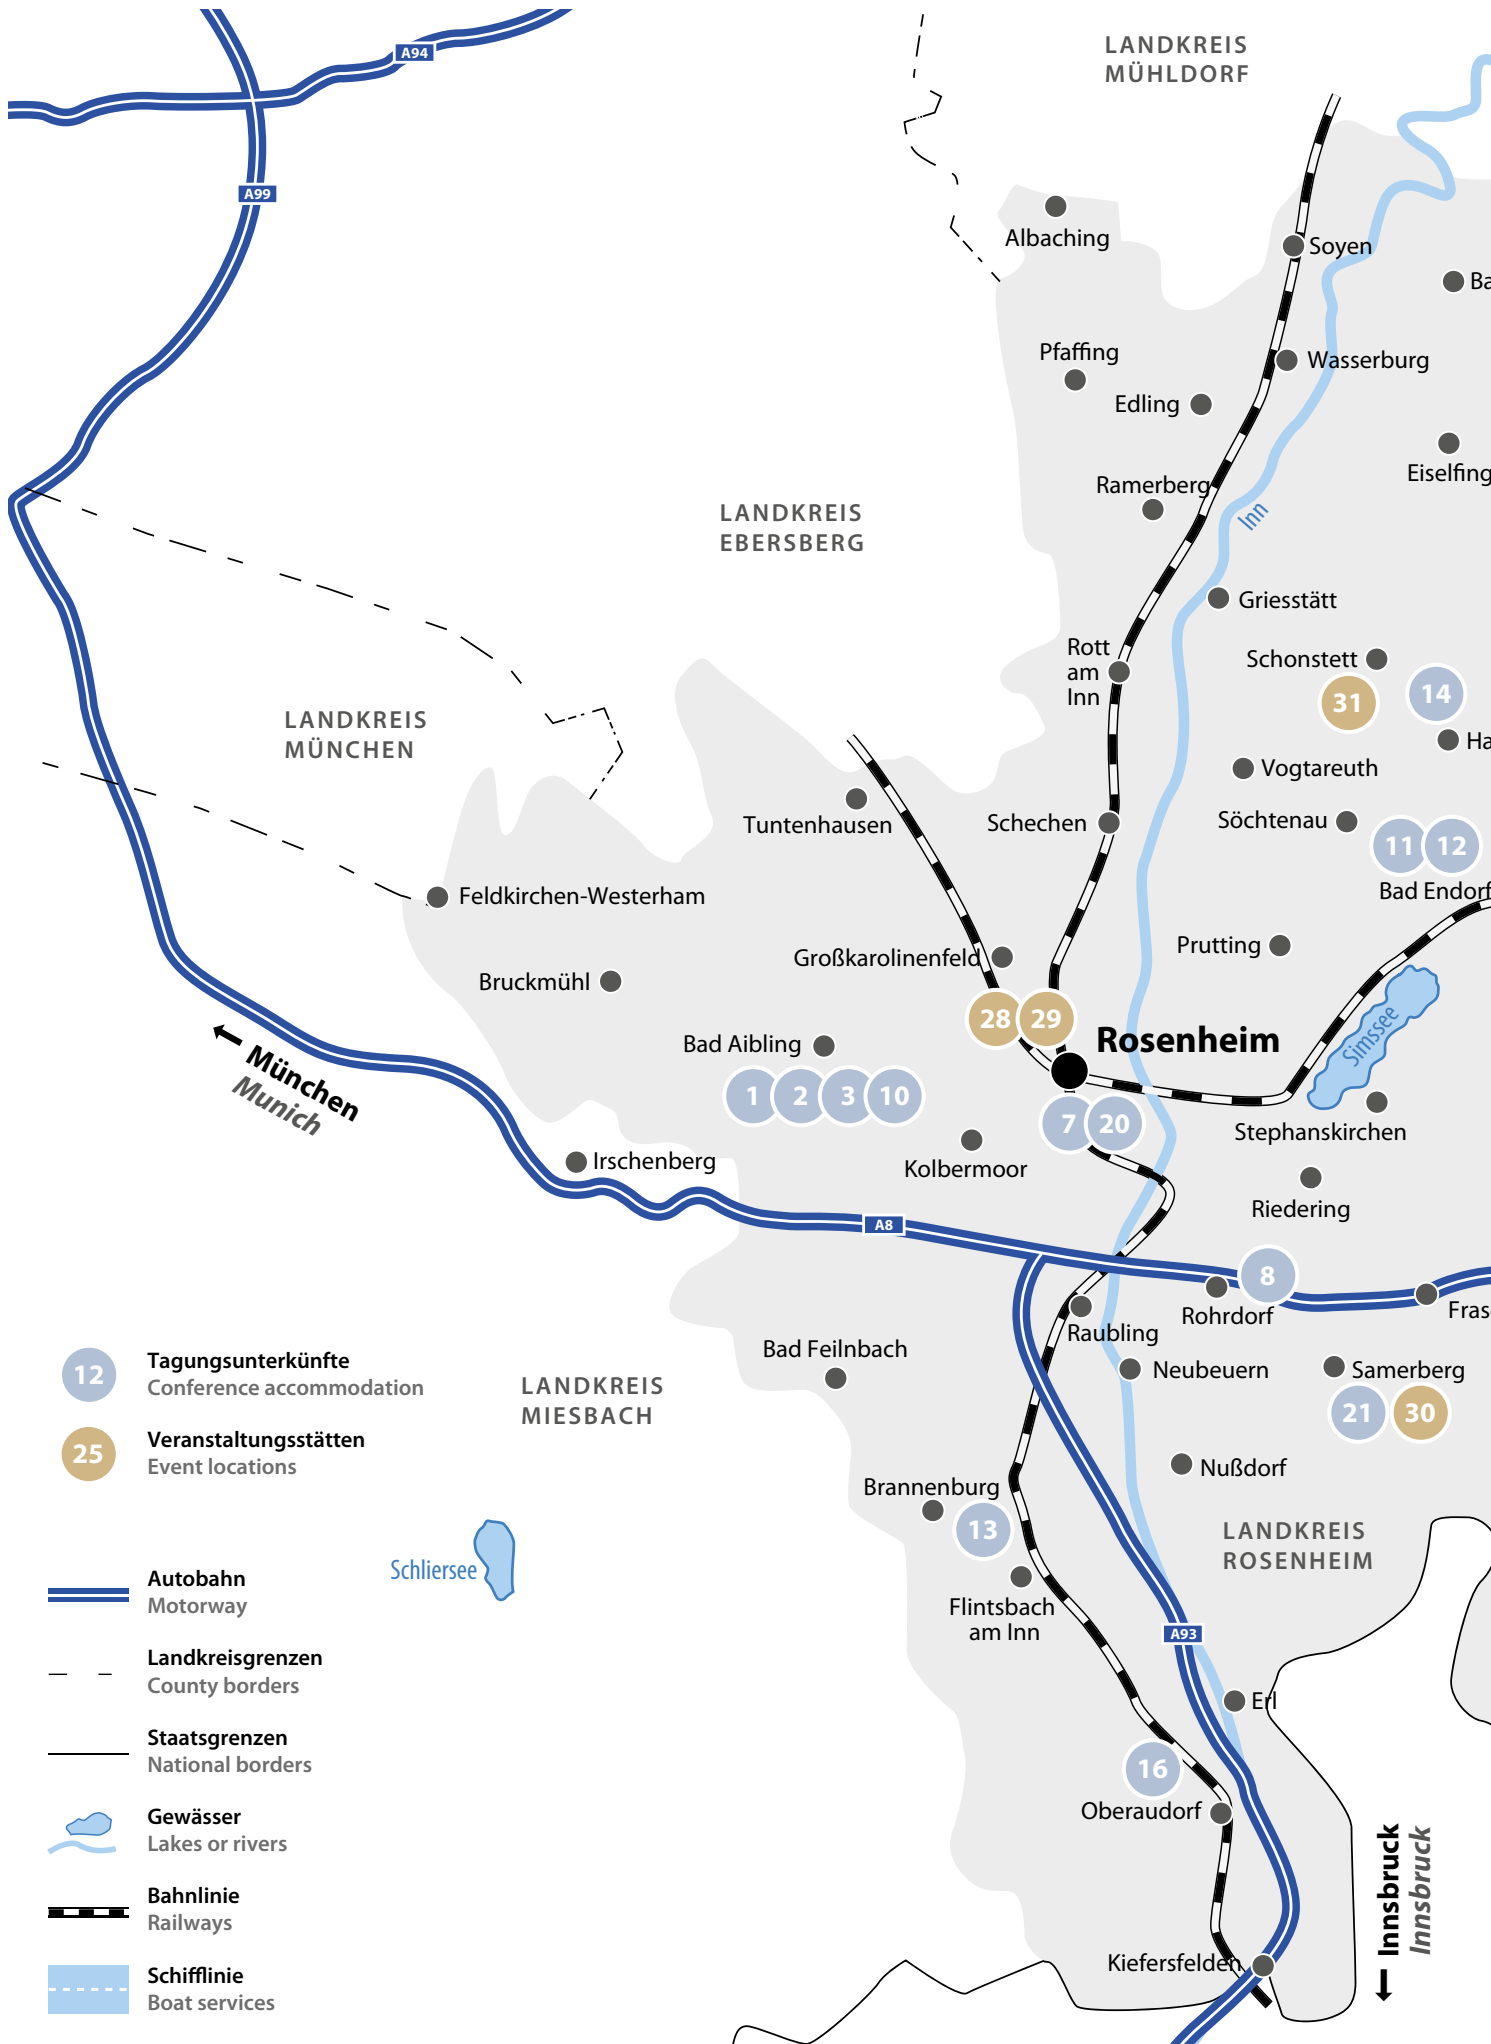 A94
LANDKREIS
MÜHLDORF
A99
Albaching
Soyen
Ba
Pfaffing
Wasserburg
Edling
Eiselfing
Ramerberg
LANDKREIS
EBERSBERG
Inn
Griesstätt
Rott
am
Inn
Schonstett
31
14
LANDKREIS
MÜNCHEN
Ha
Vogtareuth
Tuntenhausen
Schechen
Söchtenau
11
12
Bad Endorf
Feldkirchen-Westerham
Großkarolinenfeld
Prutting
Bruckmühl
28
29
Rosenheim
Simssee
Bad Aibling
München
Munich
1
2
3
10
7
20
Stephanskirchen
Kolbermoor
Irschenberg
Riedering
A8
8
Rohrdorf
Fras
Raubling
12
Tagungsunterkünfte
Conference accommodation
Bad Feilnbach
LANDKREIS
MIESBACH
Neubeuern
Samerberg
21
30
25
Veranstaltungsstätten
Event locations
Nußdorf
Brannenburg
13
LANDKREIS
ROSENHEIM
Schliersee
Autobahn
Motorway
Flintsbach
am Inn
A93
Landkreisgrenzen
County borders
Erl
Staatsgrenzen
National borders
16
Oberaudorf
Gewässer
Lakes or rivers
Innsbruck
Innsbruck
Bahnlinie
Railways
Kiefersfelden
Schifflinie
Boat services